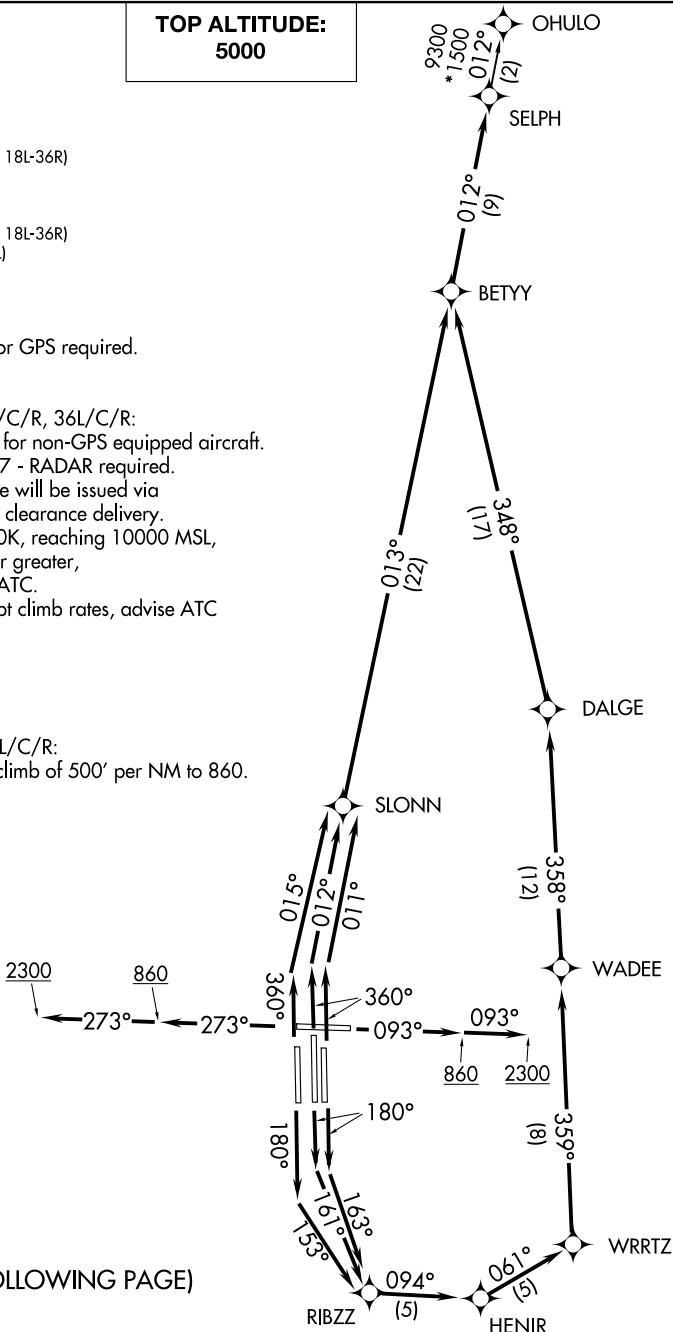 TOP ALTITUDE:
5000
OHULO
9300
*1500
012°
(2)
SELPH
18L-36R)
012°
(9)
18L-36R)
BETYY
or GPS required.
/C/R, 36L/C/R:
for non-GPS equipped aircraft.
7 - RADAR required.
e will be issued via
clearance delivery.
0K, reaching 10000 MSL,
r greater,
ATC.
pt climb rates, advise ATC
348°
(17)
013°
(22)
DALGE
L/C/R:
climb of 500' per NM to 860.
SLONN
358°
(12)
015°
012°
011°
WADEE
2300
860
360°
360°
273°
273°
093°
093°
860
2300
180°
180°
359°
(8)
153°
161°
163°
WRRTZ
OLLOWING PAGE)
094°
(5)
061°
(5)
RIBZZ
HENIR